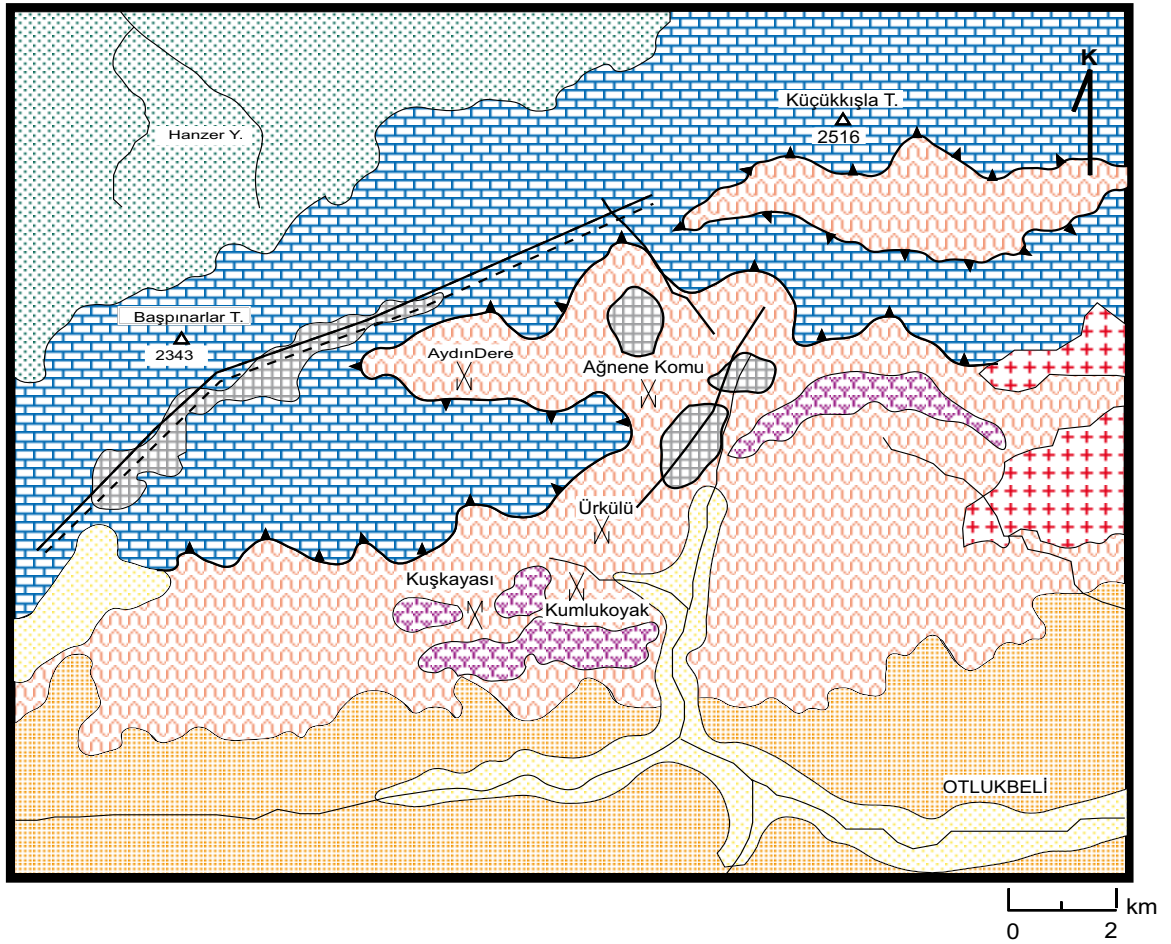 K
Küçükkışla T.
2516
Hanzer Y.
Başpınarlar T.
2343
AydınDere
Ağnene Komu
Ürkülü
Kuşkayası
Kumlukoyak
OTLUKBELİ
km
0 2